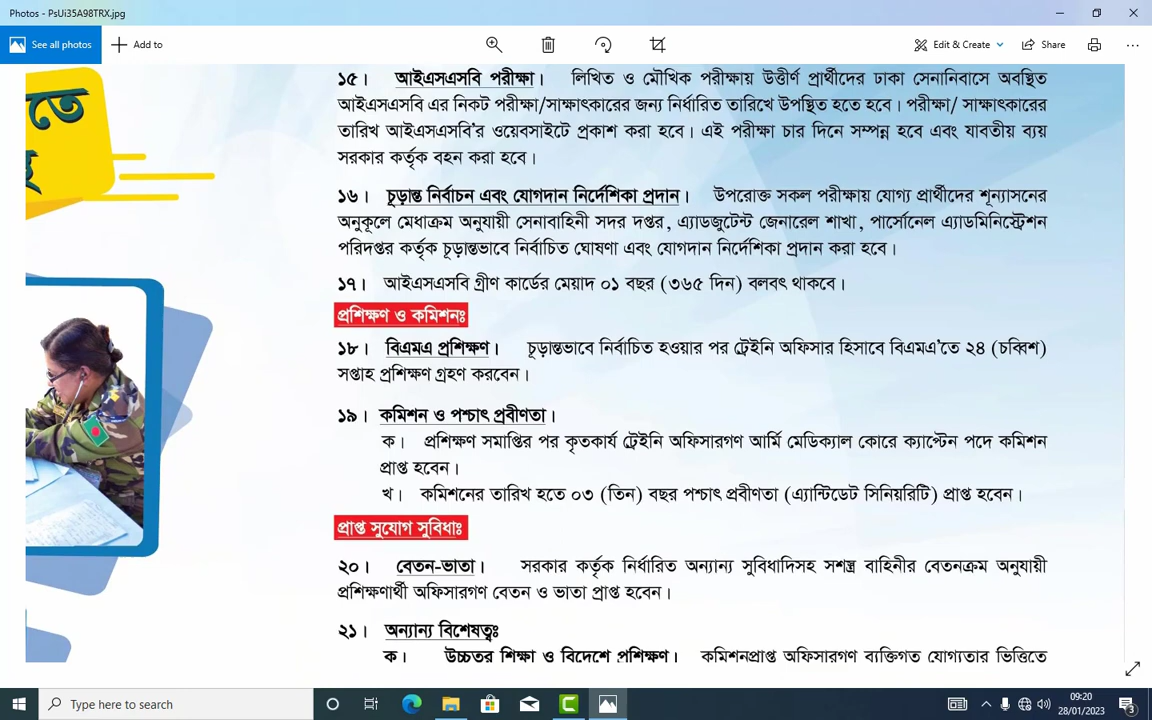 Photos - PsUi35A98TRX.jpg
See all photos
Add to
Edit & Create
Share
তে
১৫। আইএসএসবি পরীক্ষা। লিখিত ও মৌখিক পরীক্ষায় উত্তীর্ণ প্রার্থীদের ঢাকা সেনানিবাসে অবস্থিত
আইএসএসবি এর নিকট পরীক্ষা/সাক্ষাৎকারের জন্য নির্ধারিত তারিখে উপস্থিত হতে হবে। পরীক্ষা/ সাক্ষাৎকারের
তারিখ আইএসএসবি'র ওয়েবসাইটে প্রকাশ করা হবে। এই পরীক্ষা চার দিনে সম্পন্ন হবে এবং যাবতীয় ব্যয়
সরকার কর্তৃক বহন করা হবে।
১৬। চূড়ান্ত নির্বাচন এবং যোগদান নির্দেশিকা প্রদান। উপরোক্ত সকল পরীক্ষায় যোগ্য প্রার্থীদের শূন্যাসনের
অনুকূলে মেধাক্রম অনুযায়ী সেনাবাহিনী সদর দপ্তর, এ্যাডজুটেন্ট জেনারেল শাখা, পার্সোনেল এ্যাডমিনিস্ট্রেশন
পরিদপ্তর কর্তৃক চূড়ান্তভাবে নির্বাচিত ঘোষণা এবং যোগদান নির্দেশিকা প্রদান করা হবে।
১৭। আইএসএসবি গ্রীণ কার্ডের মেয়াদ ০১ বছর (৩৬৫ দিন) বলবৎ থাকবে।
প্রশিক্ষণ ও কমিশনঃ
১৮। বিএমএ প্রশিক্ষণ। চূড়ান্তভাবে নির্বাচিত হওয়ার পর ট্রেইনি অফিসার হিসাবে বিএমএ'তে ২৪ (চব্বিশ)
সপ্তাহ প্রশিক্ষণ গ্রহণ করবেন।
১৯। কমিশন ও পশ্চাৎ প্রবীণতা।
ক। প্রশিক্ষণ সমাপ্তির পর কৃতকার্য ট্রেইনি অফিসারগণ আর্মি মেডিক্যাল কোরে ক্যাপ্টেন পদে কমিশন
প্রাপ্ত হবেন।
খ। কমিশনের তারিখ হতে ০৩ (তিন) বছর পশ্চাৎ প্রবীণতা (এ্যান্টিডেট সিনিয়রিটি) প্রাপ্ত হবেন।
প্রাপ্ত সুযোগ সুবিধাঃ
২০। বেতন-ভাতা। সরকার কর্তৃক নির্ধারিত অন্যান্য সুবিধাদিসহ সশস্ত্র বাহিনীর বেতনক্রম অনুযায়ী
প্রশিক্ষণার্থী অফিসারগণ বেতন ও ভাতা প্রাপ্ত হবেন।
২১। অন্যান্য বিশেষত্বঃ
ক। উচ্চতর শিক্ষা ও বিদেশে প্রশিক্ষণ। কমিশনপ্রাপ্ত অফিসারগণ ব্যক্তিগত যোগ্যতার ভিত্তিতে
Type here to search
09:20
28/01/2023
3